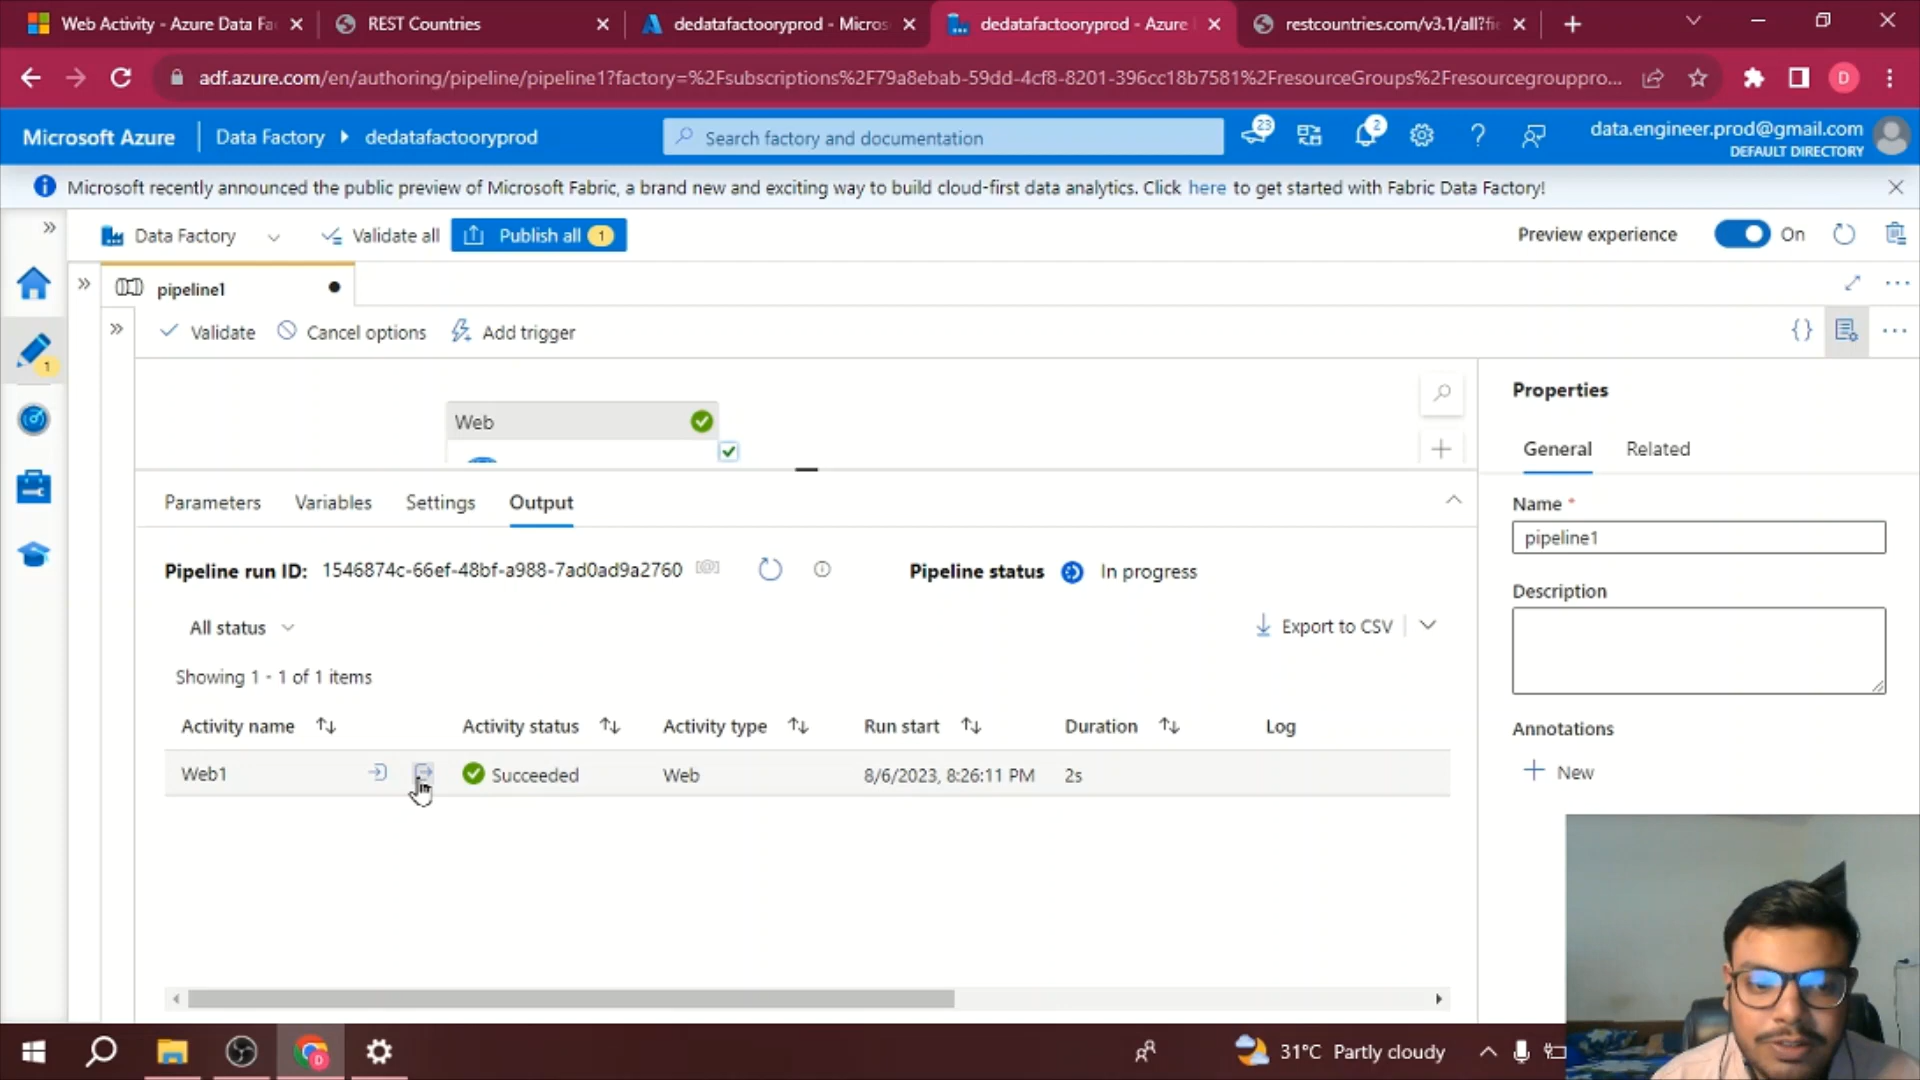 Web Activity - Azure Data Fa
REST Countries
dedatafactooryprod - Micros
dedatafactooryprod - Azure
restcountries.com/v3.1/all?fi
adf.azure.com/en/authoring/pipeline/pipeline1?factory=%2Fsubscriptions%2F79a8ebab-59dd-4cf8-8201-396cc18b7581%2FresourceGroups%2Fresourcegrouppro...
D
Microsoft Azure
Data Factory
dedatafactooryprod
Search factory and documentation
23
2
data.engineer.prod@gmail.com
DEFAULT DIRECTORY
Microsoft recently announced the public preview of Microsoft Fabric, a brand new and exciting way to build cloud-first data analytics. Click here to get started with Fabric Data Factory!
Data Factory
Validate all
Publish all 1
Preview experience
On
pipeline1
1
Validate
Cancel options
Add trigger
Web
Parameters
Variables
Settings
Output
Pipeline run ID: 1546874c-66ef-48bf-a988-7ad0ad9a2760
Pipeline status
In progress
All status
Export to CSV
Showing 1 - 1 of 1 items
Activity name
Activity status
Activity type
Run start
Duration
Log
Web1
Succeeded
Web
8/6/2023, 8:26:11 PM
2s
Properties
General
Related
Name *
pipeline1
Description
Annotations
New
D
31°C Partly cloudy